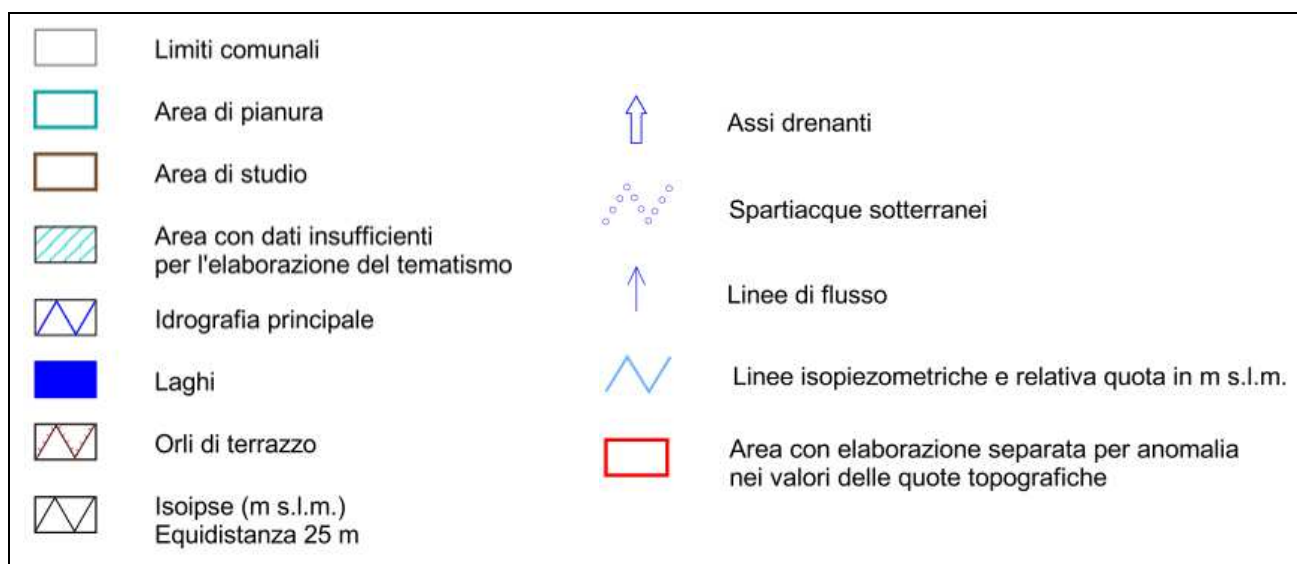 Limiti comunali
Area di pianura
Area di studio
Area con dati insufficienti
per l'elaborazione del tematismo
Idrografia principale
Laghi
Orli di terrazzo
Isoipse (m s.l.m.)
Equidistanza 25 m
Assi drenanti
Spartiacque sotterranei
Linee di flusso
Linee isopiezometriche e relativa quota in m s.l.m.
Area con elaborazione separata per anomalia
nei valori delle quote topografiche